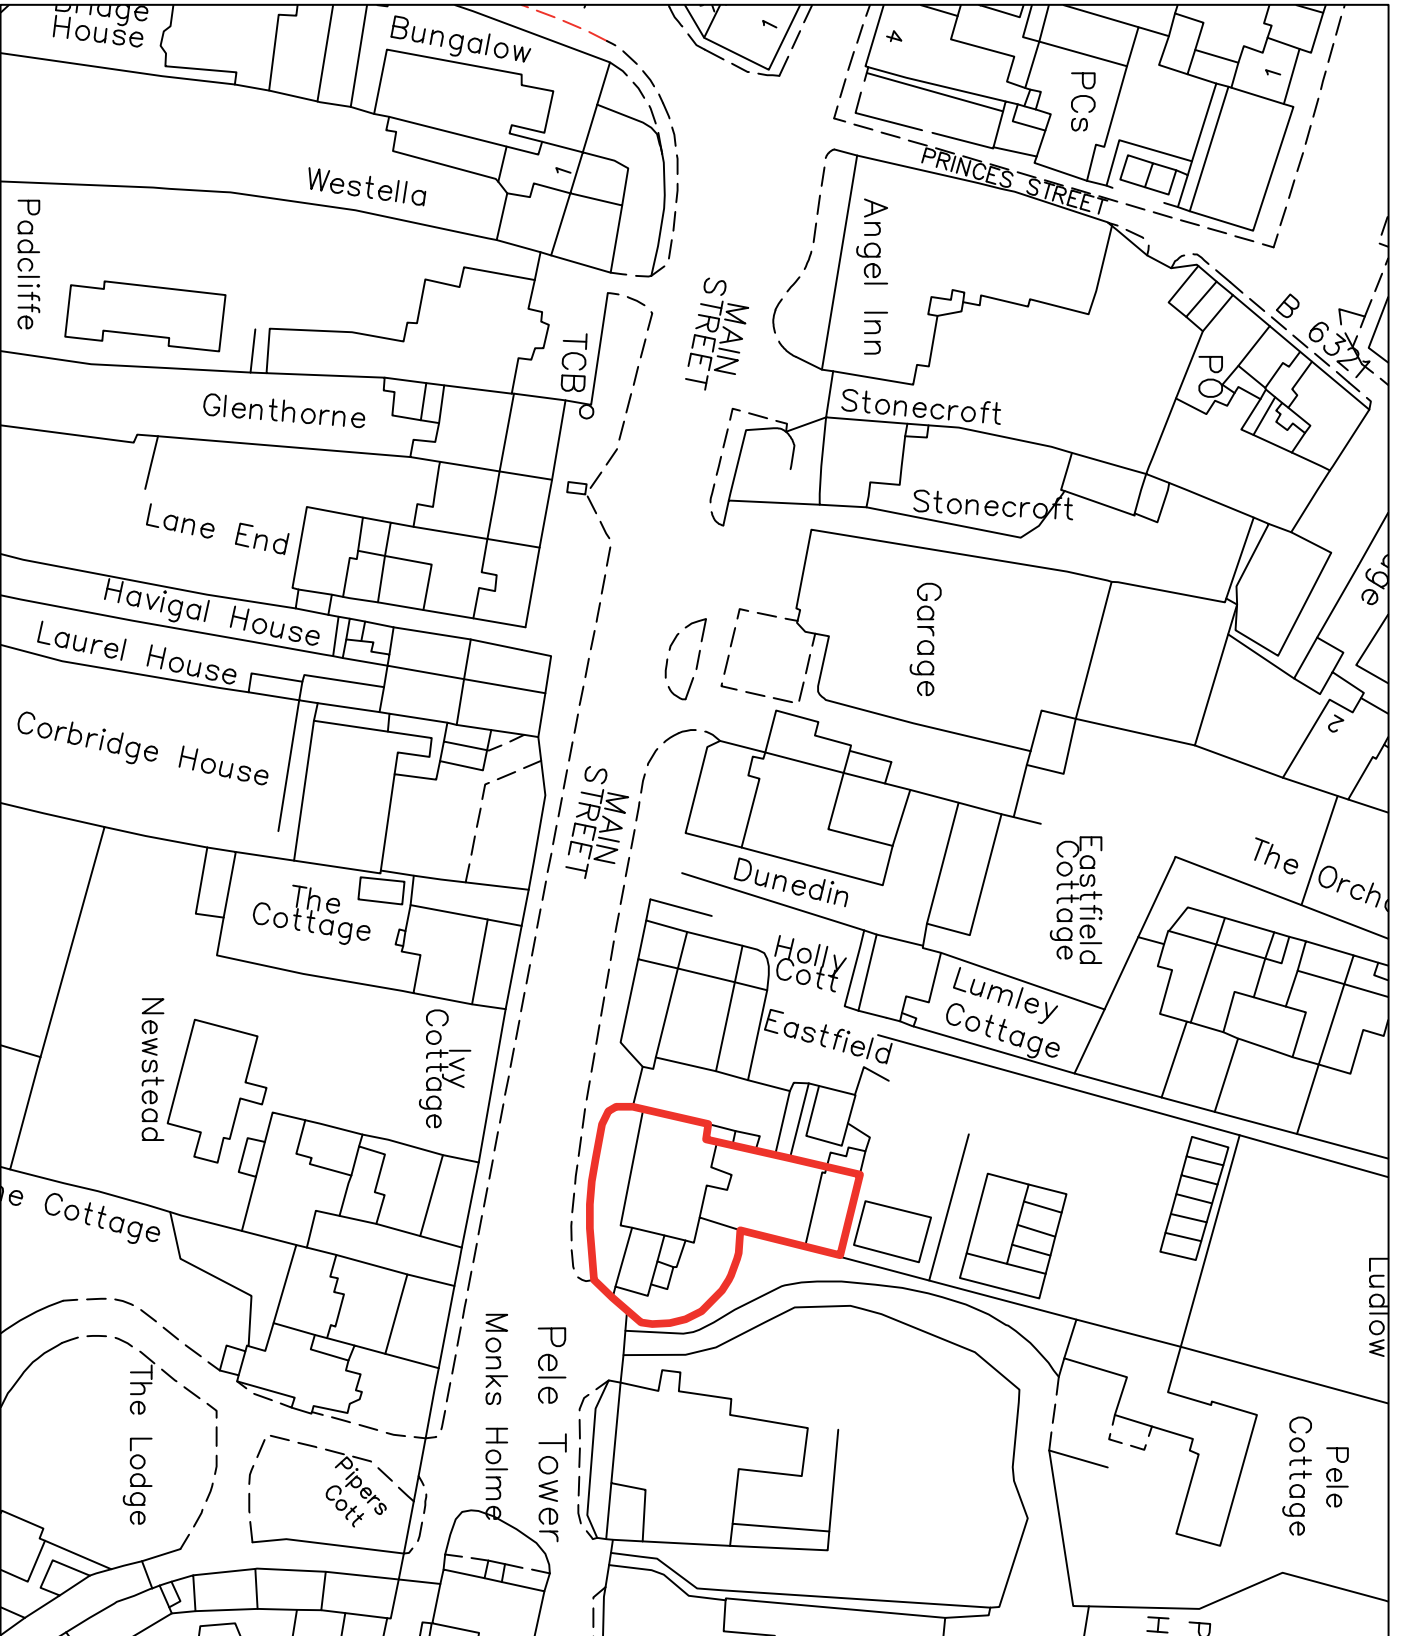 House
Bungalow
1
4
PCs
1
PRINCES STREET
Westella
1
Padcliffe
Angel Inn
MAIN
STREET
B 6321
TCB
PO
Glenthorne
Stonecroft
Stonecroft
Lane End
Havigal House
Garage
Laurel House
2
Corbridge House
MAIN
STREET
Eastfield
Cottage
The
Dunedin
The
Cottage
Holly
Cott
Lumley
Cottage
Eastfield
Newstead
Ivy
Cottage
Cottage
Ludlow
Monks Holme
Pele Tower
The Lodge
Pipers
Cott
Pele
Cottage
P
H